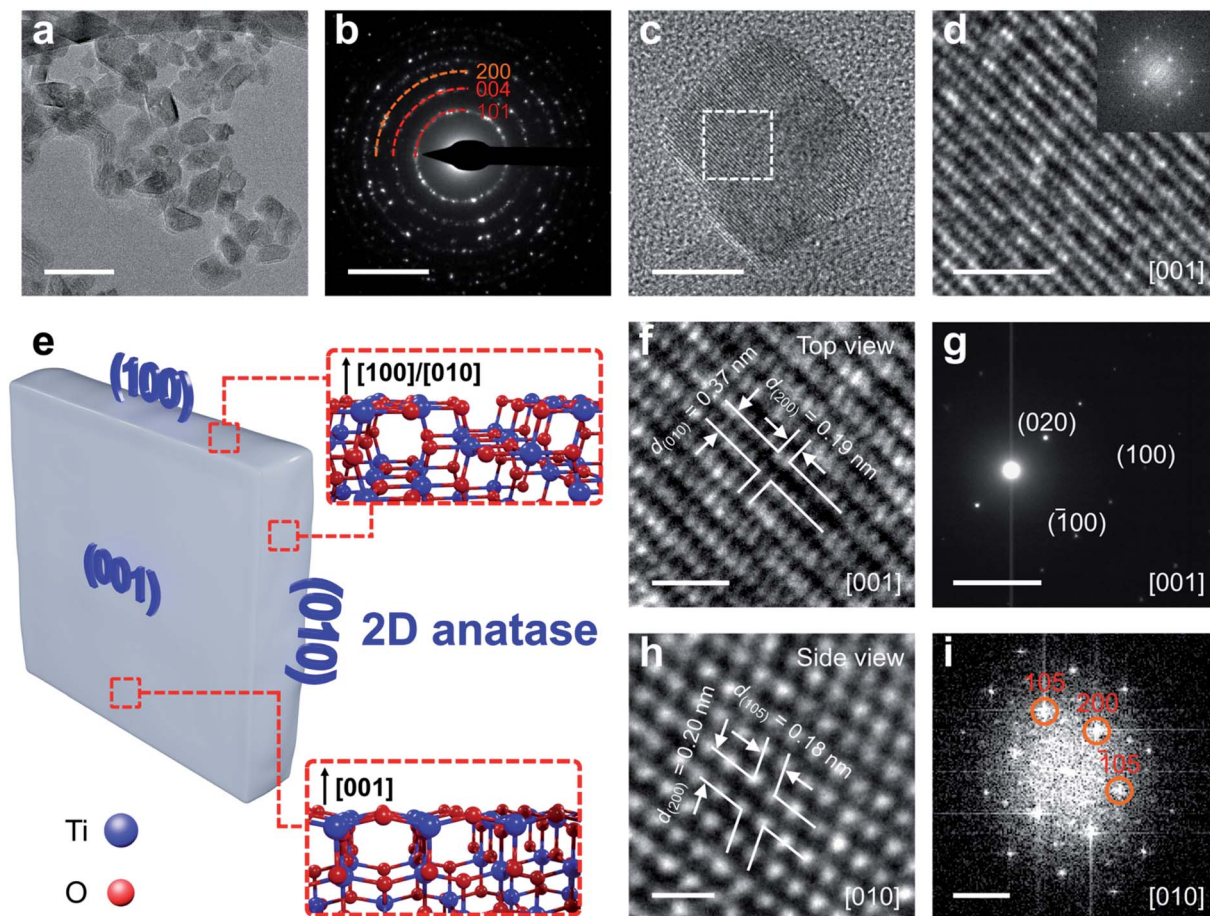 a
b
200
004
101
c
d
[001]
e
(100)
(001)
(010)
[100]/[010]
2D anatase
[001]
Ti
O
f
Top view
d(010) = 0.37 nm
d(200) = 0.19 nm
[001]
g
(020)
(100)
(1̄00)
[001]
h
Side view
d(200) = 0.20 nm
d(105) = 0.18 nm
[010]
i
105
200
105
[010]